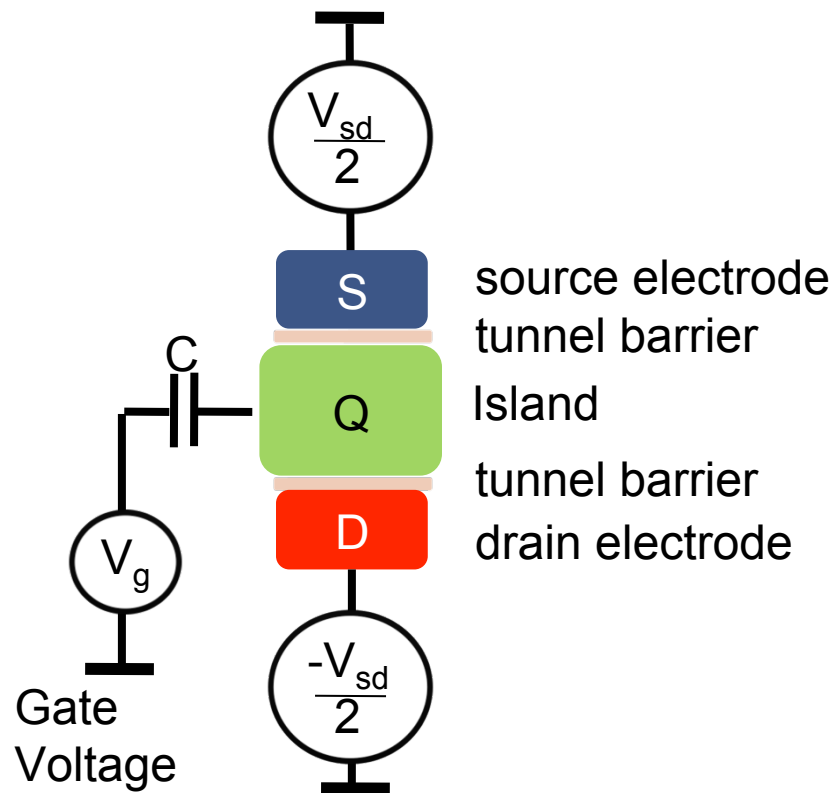 V_sd
2
S
source electrode
tunnel barrier
C
Q
Island
tunnel barrier
D
drain electrode
V_g
-V_sd
2
Gate
Voltage